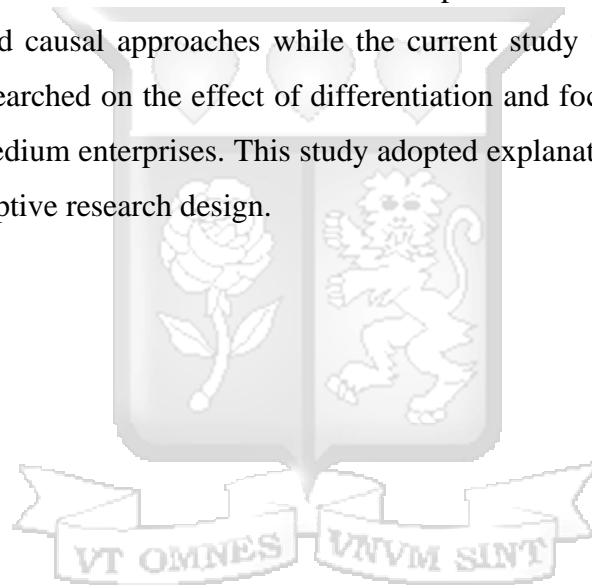 d causal approaches while the current study
earched on the effect of differentiation and foc
edium enterprises. This study adopted explanat
ptive research design.
VT OMNES VNVM SINT